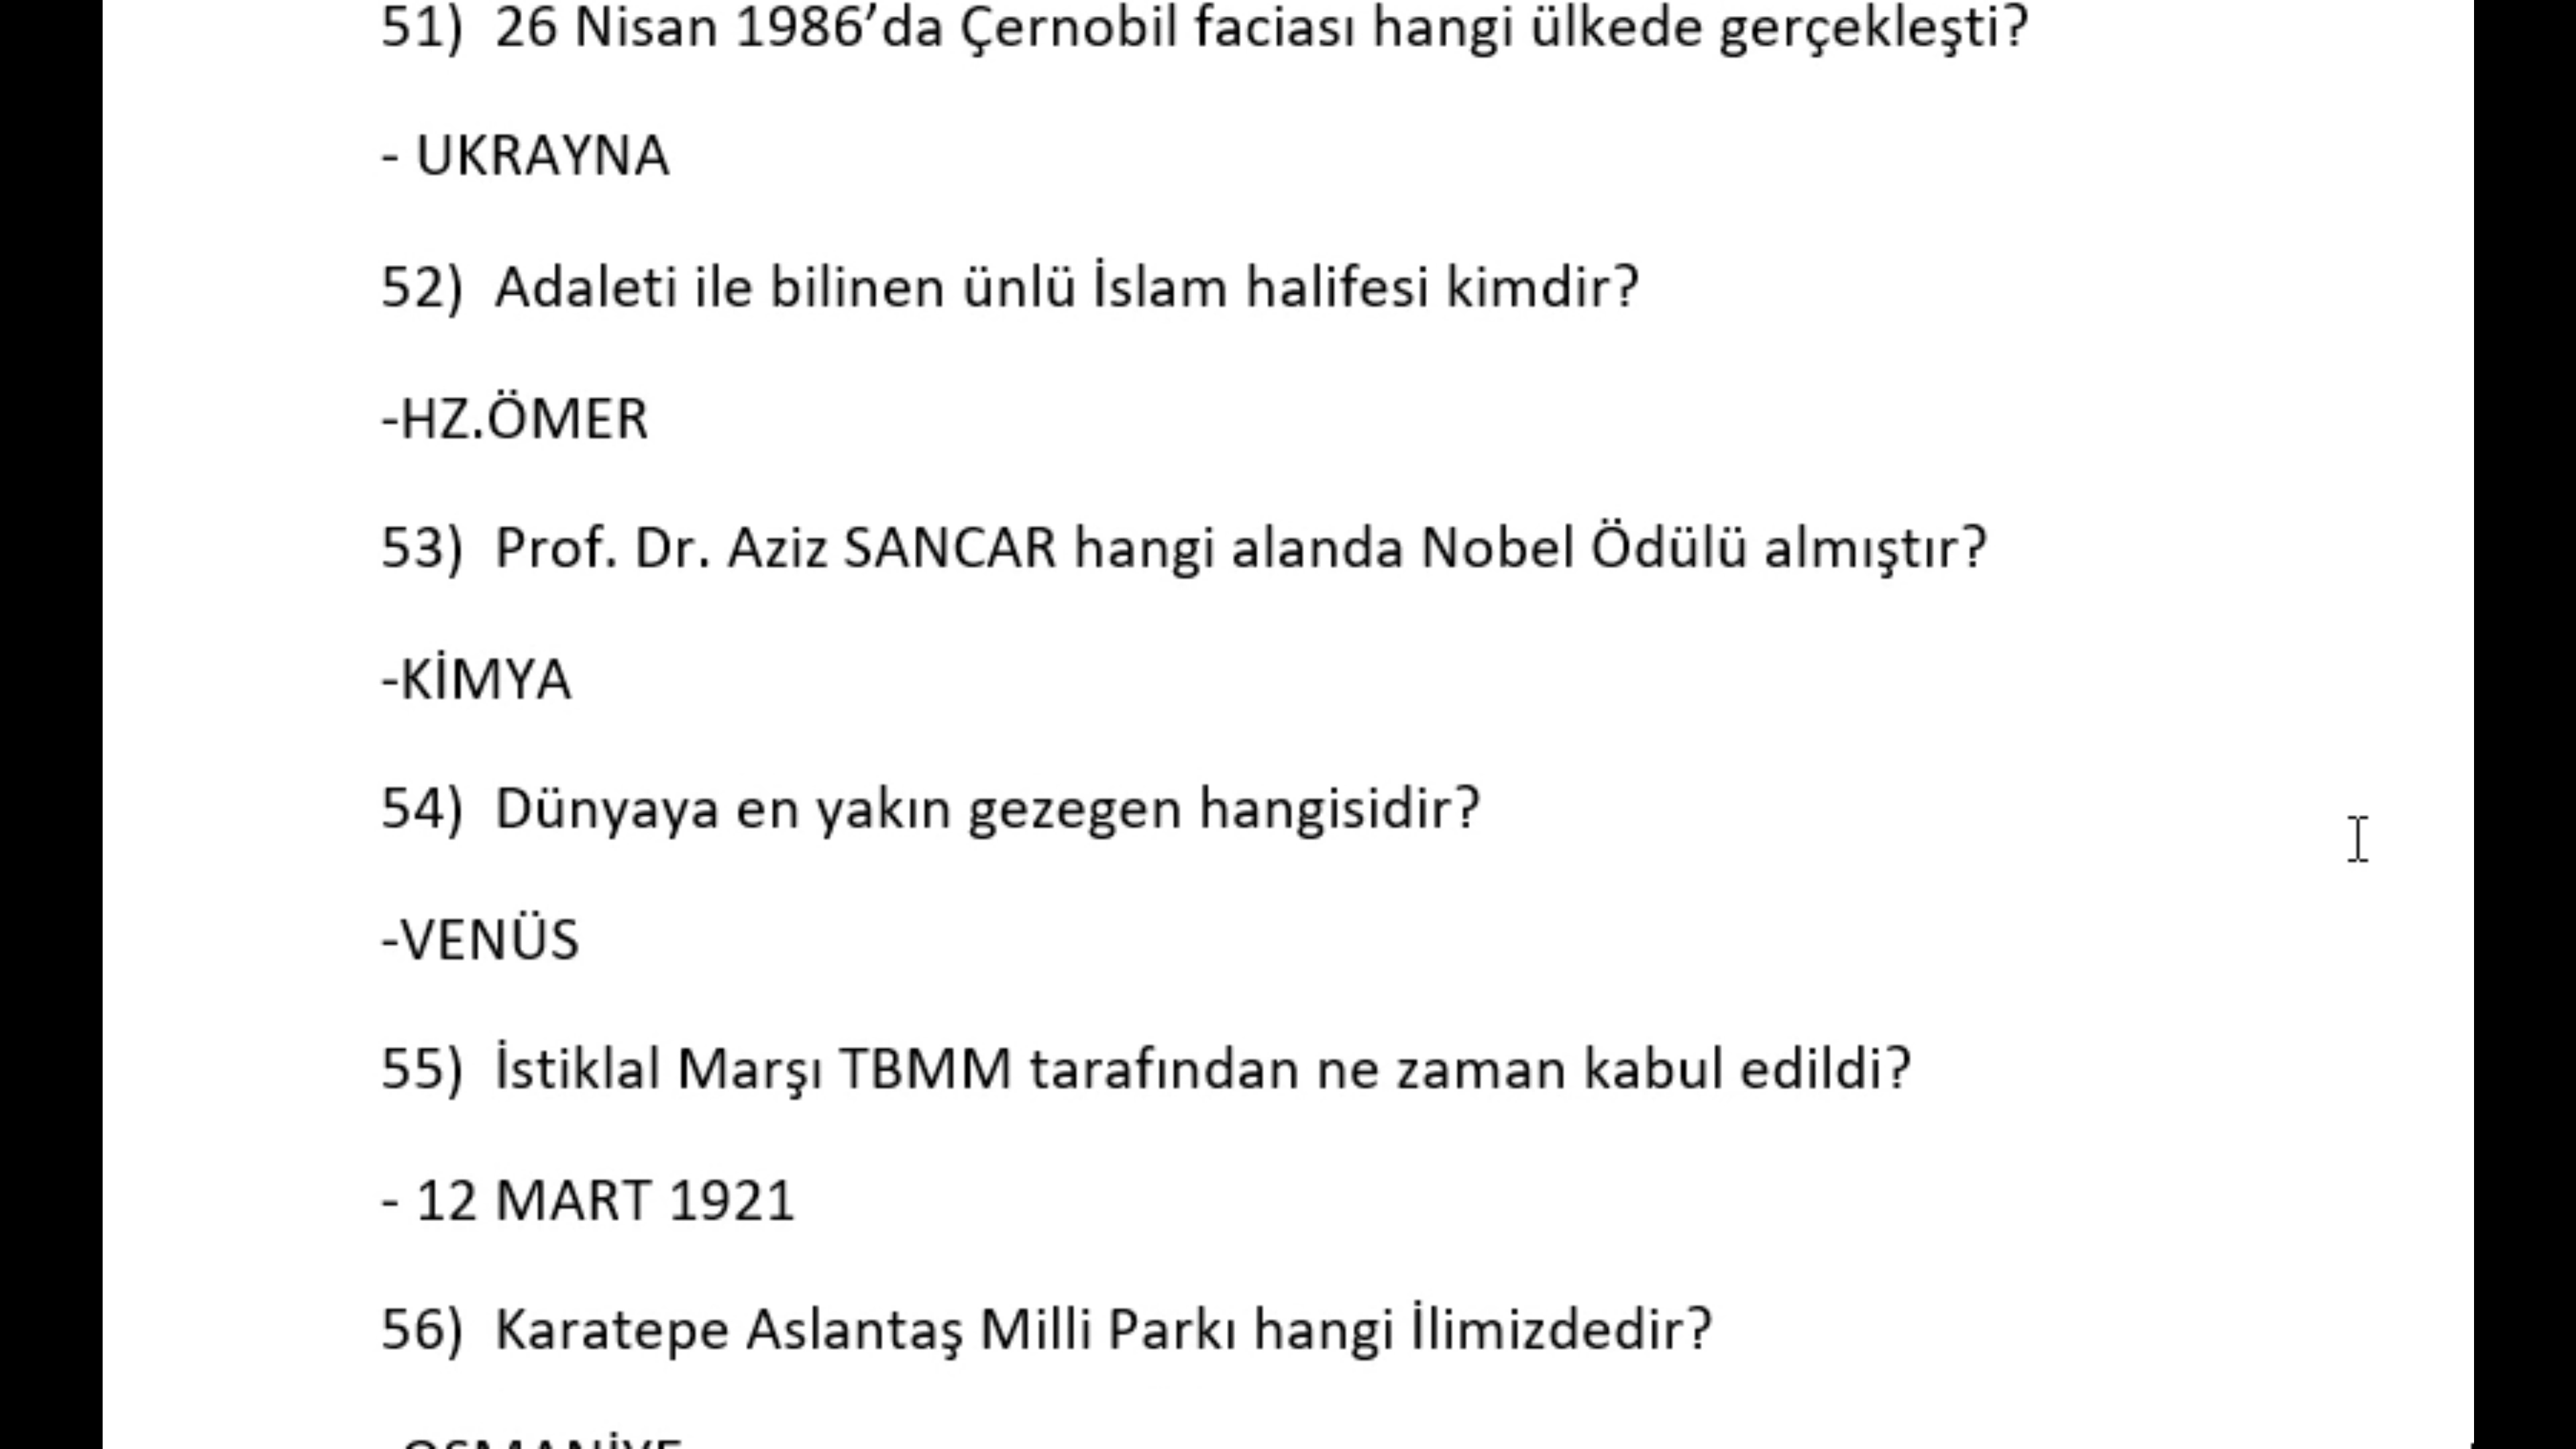 51) 26 Nisan 1986’da Çernobil faciası hangi ülkede gerçekleşti?
- UKRAYNA
52) Adaleti ile bilinen ünlü İslam halifesi kimdir?
-HZ.ÖMER
53) Prof. Dr. Aziz SANCAR hangi alanda Nobel Ödülü almıştır?
-KİMYA
54) Dünyaya en yakın gezegen hangisidir?
-VENÜS
55) İstiklal Marşı TBMM tarafından ne zaman kabul edildi?
- 12 MART 1921
56) Karatepe Aslantaş Milli Parkı hangi İlimizdedir?
-OSMANİYE